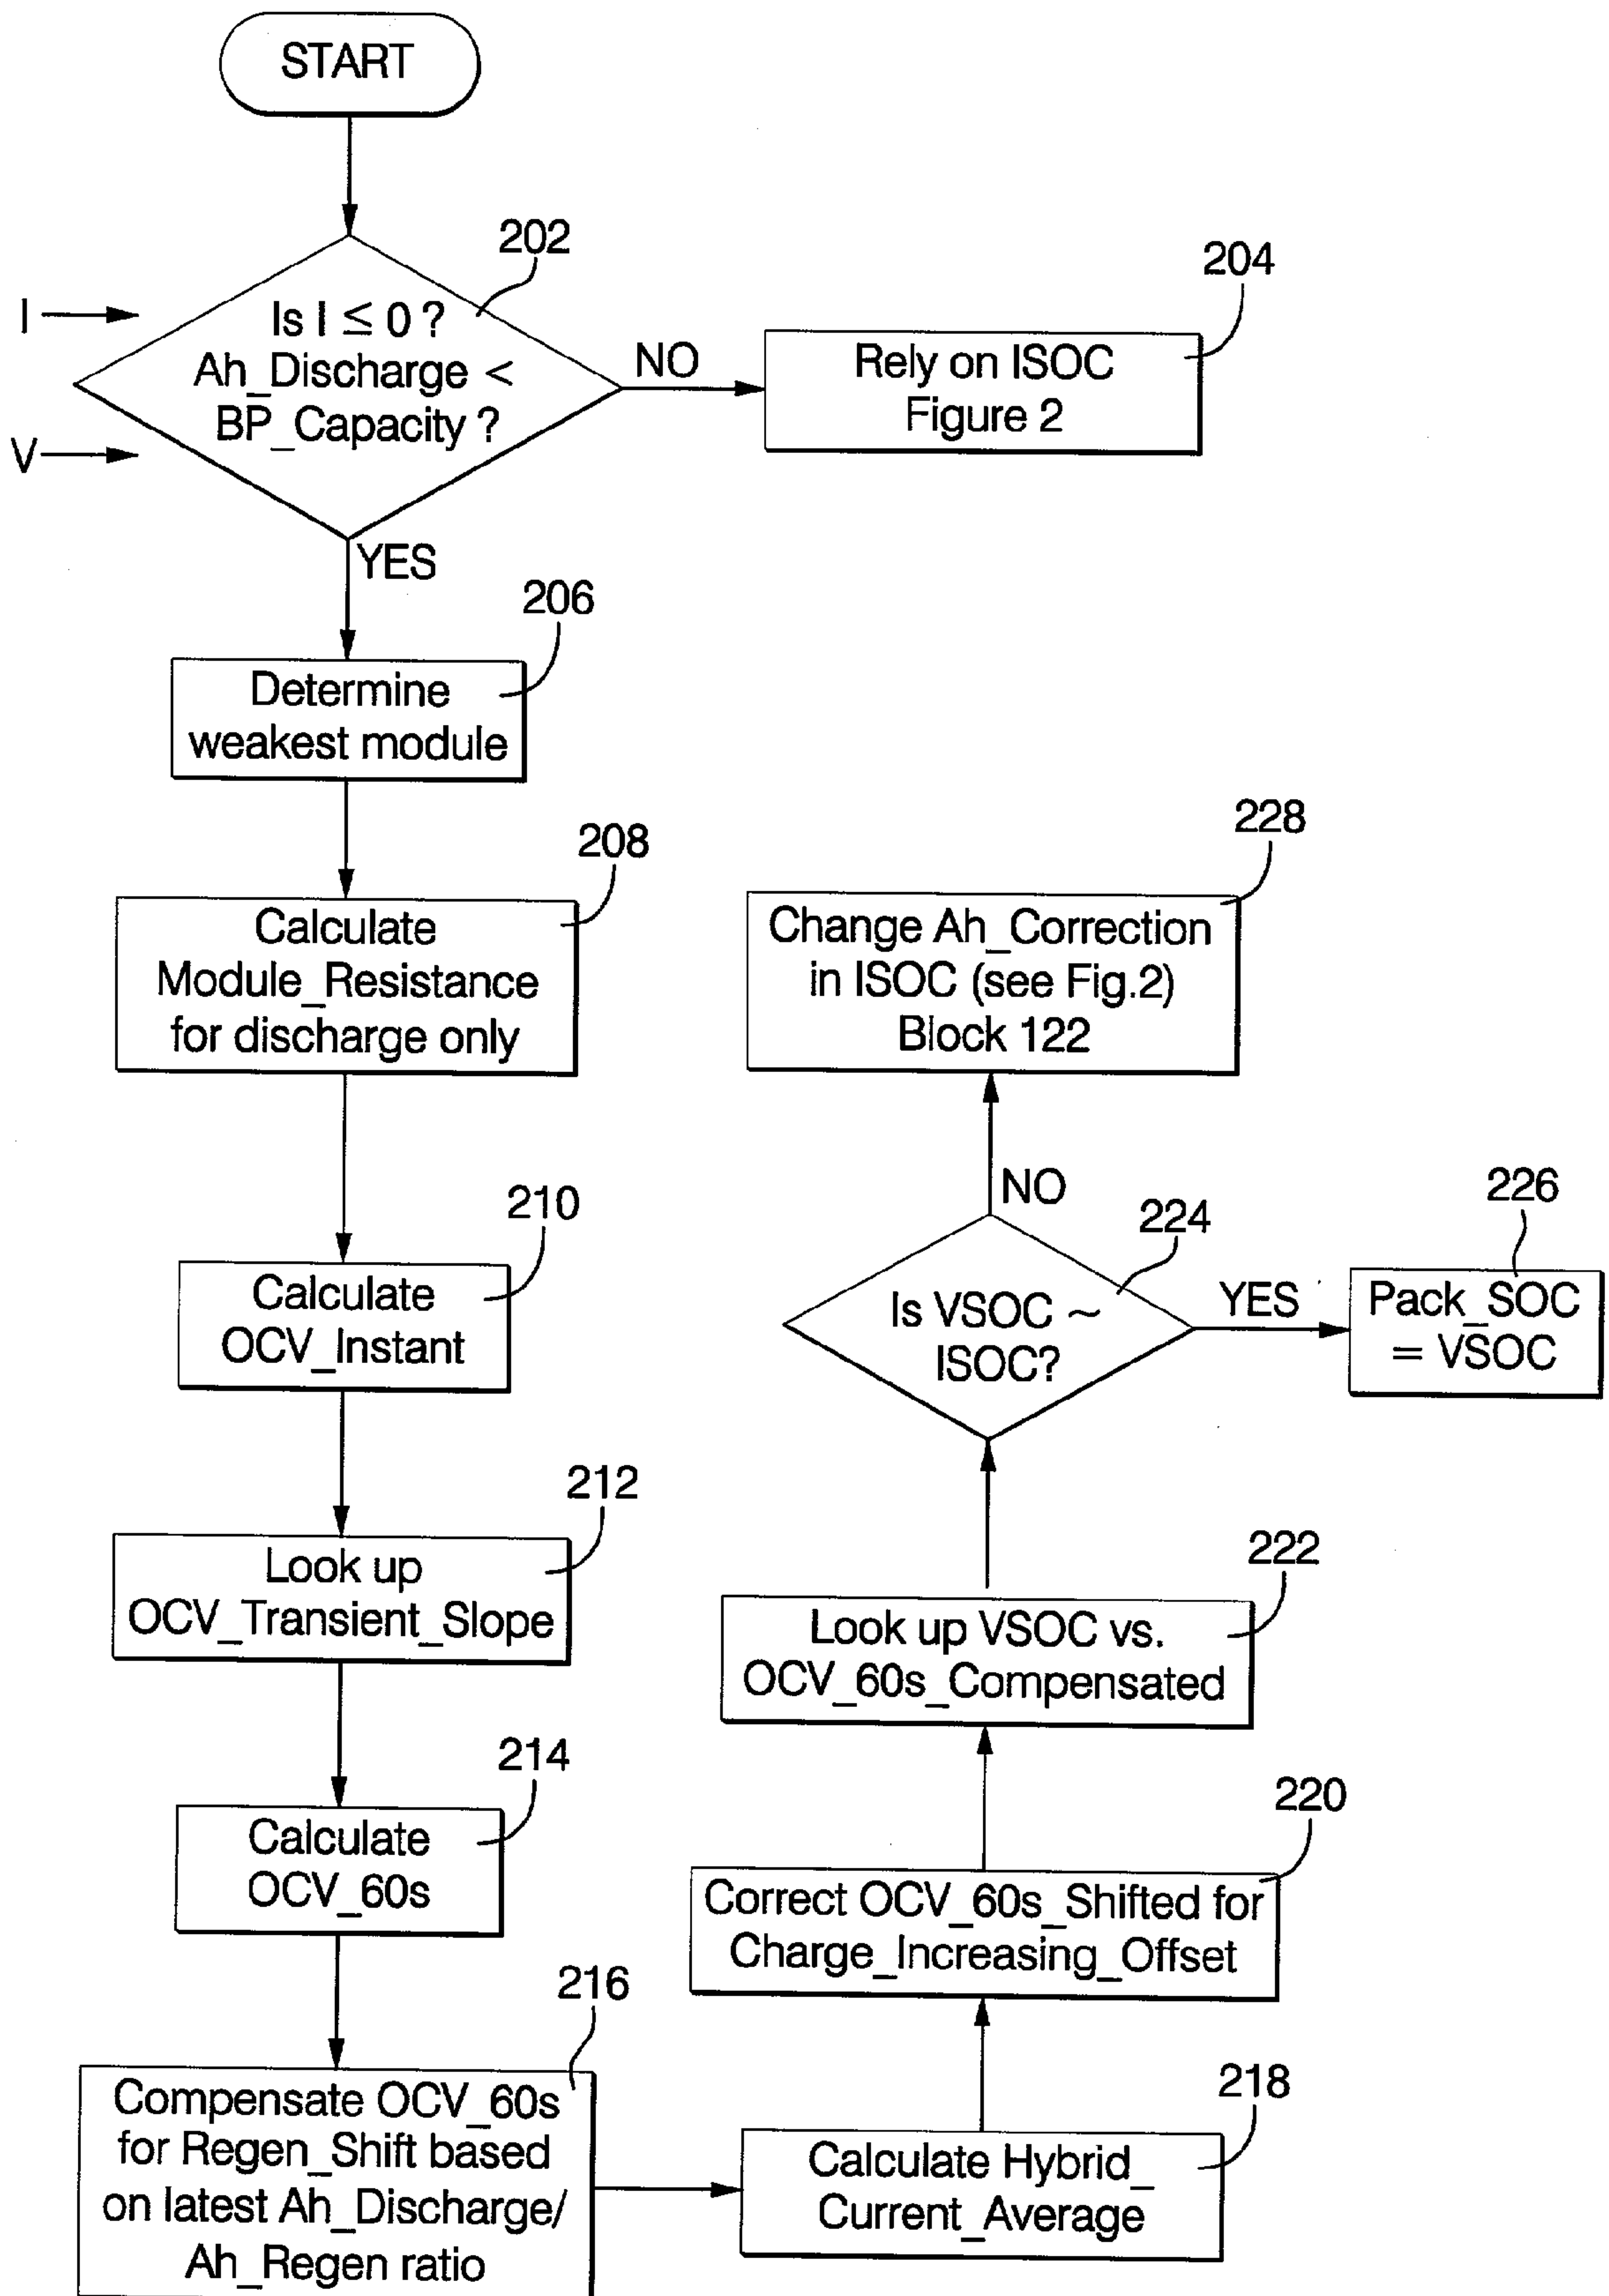 START
202
I
Is I ≤ 0 ?
Ah_Discharge <
BP_Capacity ?
V
NO
204
Rely on ISOC
Figure 2
YES
206
Determine
weakest module
208
Calculate
Module_Resistance
for discharge only
210
Calculate
OCV_Instant
212
Look up
OCV_Transient_Slope
214
Calculate
OCV_60s
216
Compensate OCV_60s
for Regen_Shift based
on latest Ah_Discharge/
Ah_Regen ratio
218
Calculate Hybrid_
Current_Average
220
Correct OCV_60s_Shifted for
Charge_Increasing_Offset
222
Look up VSOC vs.
OCV_60s_Compensated
224
Is VSOC ~
ISOC?
YES
226
Pack_SOC
= VSOC
NO
228
Change Ah_Correction
in ISOC (see Fig.2)
Block 122